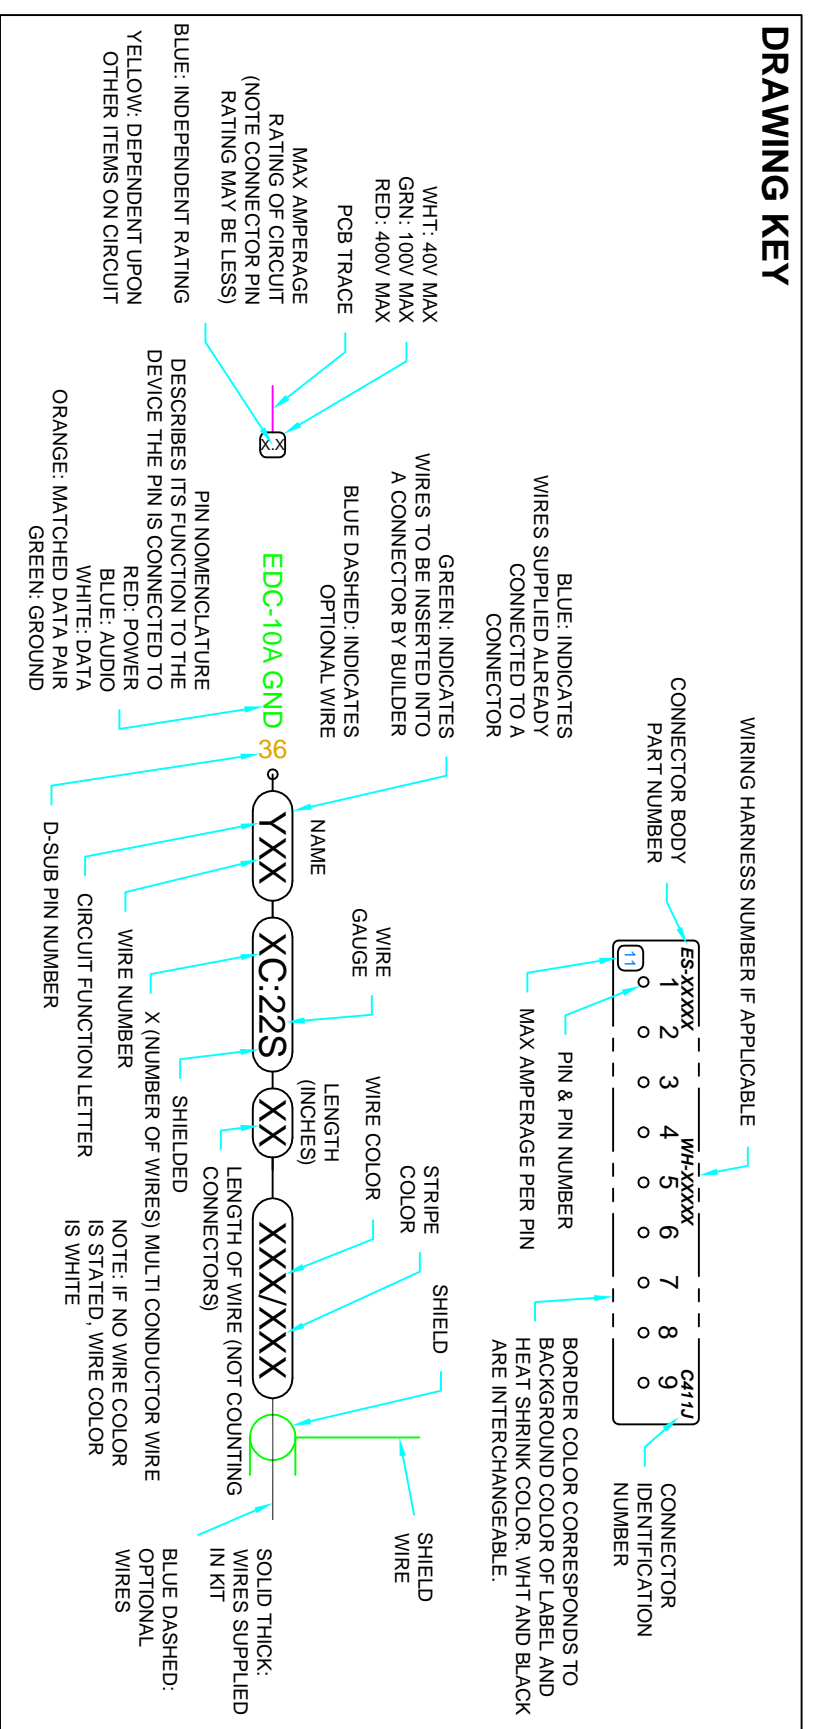 DRAWING KEY
WIRING HARNESS NUMBER IF APPLICABLE
CONNECTOR BODY
PART NUMBER
ES-XXXXX
WH-XXXXX
C411J
1 2 3 4 5 6 7 8 9
11
PIN & PIN NUMBER
MAX AMPERAGE PER PIN
CONNECTOR
IDENTIFICATION
NUMBER
BORDER COLOR CORRESPONDS TO
BACKGROUND COLOR OF LABEL AND
HEAT SHRINK COLOR. WHT AND BLACK
ARE INTERCHANGEABLE.
BLUE: INDICATES
WIRES SUPPLIED ALREADY
CONNECTED TO A
CONNECTOR
GREEN: INDICATES
WIRES TO BE INSERTED INTO
A CONNECTOR BY BUILDER
BLUE DASHED: INDICATES
OPTIONAL WIRE
WHT: 40V MAX
GRN: 100V MAX
RED: 400V MAX
PCB TRACE
MAX AMPERAGE
RATING OF CIRCUIT
(NOTE CONNECTOR PIN
RATING MAY BE LESS)
BLUE: INDEPENDENT RATING
YELLOW: DEPENDENT UPON
OTHER ITEMS ON CIRCUIT
X.X
EDC-10A GND
36
NAME
YXX
WIRE
GAUGE
XC:22S
LENGTH
(INCHES)
XX
WIRE COLOR
STRIPE
COLOR
XXX/XXX
SHIELD
SHIELD
WIRE
PIN NOMENCLATURE
DESCRIBES ITS FUNCTION TO THE
DEVICE THE PIN IS CONNECTED TO
RED: POWER
BLUE: AUDIO
WHITE: DATA
ORANGE: MATCHED DATA PAIR
GREEN: GROUND
D-SUB PIN NUMBER
CIRCUIT FUNCTION LETTER
WIRE NUMBER
X (NUMBER OF WIRES) MULTI CONDUCTOR WIRE
SHIELDED
LENGTH OF WIRE (NOT COUNTING
CONNECTORS)
NOTE: IF NO WIRE COLOR
IS STATED, WIRE COLOR
IS WHITE
SOLID THICK:
WIRES SUPPLIED
IN KIT
BLUE DASHED:
OPTIONAL
WIRES